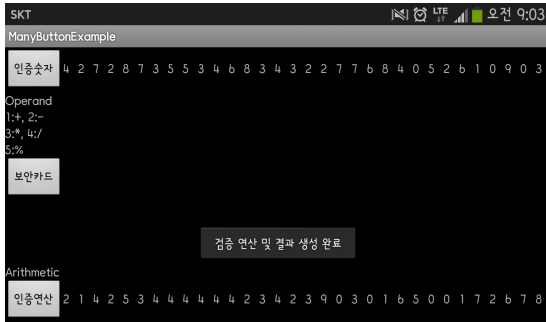 SKT LTE 오전 9:03
ManyButtonExample
인증숫자 4 2 7 2 8 7 3 5 5 3 4 6 8 3 4 3 2 2 7 7 6 8 4 0 5 2 6 1 0 9 0 3
Operand
1:+, 2:-
3:*, 4:/
5:%
보안카드
검증 연산 및 결과 생성 완료
Arithmetic
인증연산 2 1 4 2 5 3 4 4 4 4 4 4 2 3 4 2 3 9 0 3 0 1 6 5 0 0 1 7 2 6 7 8